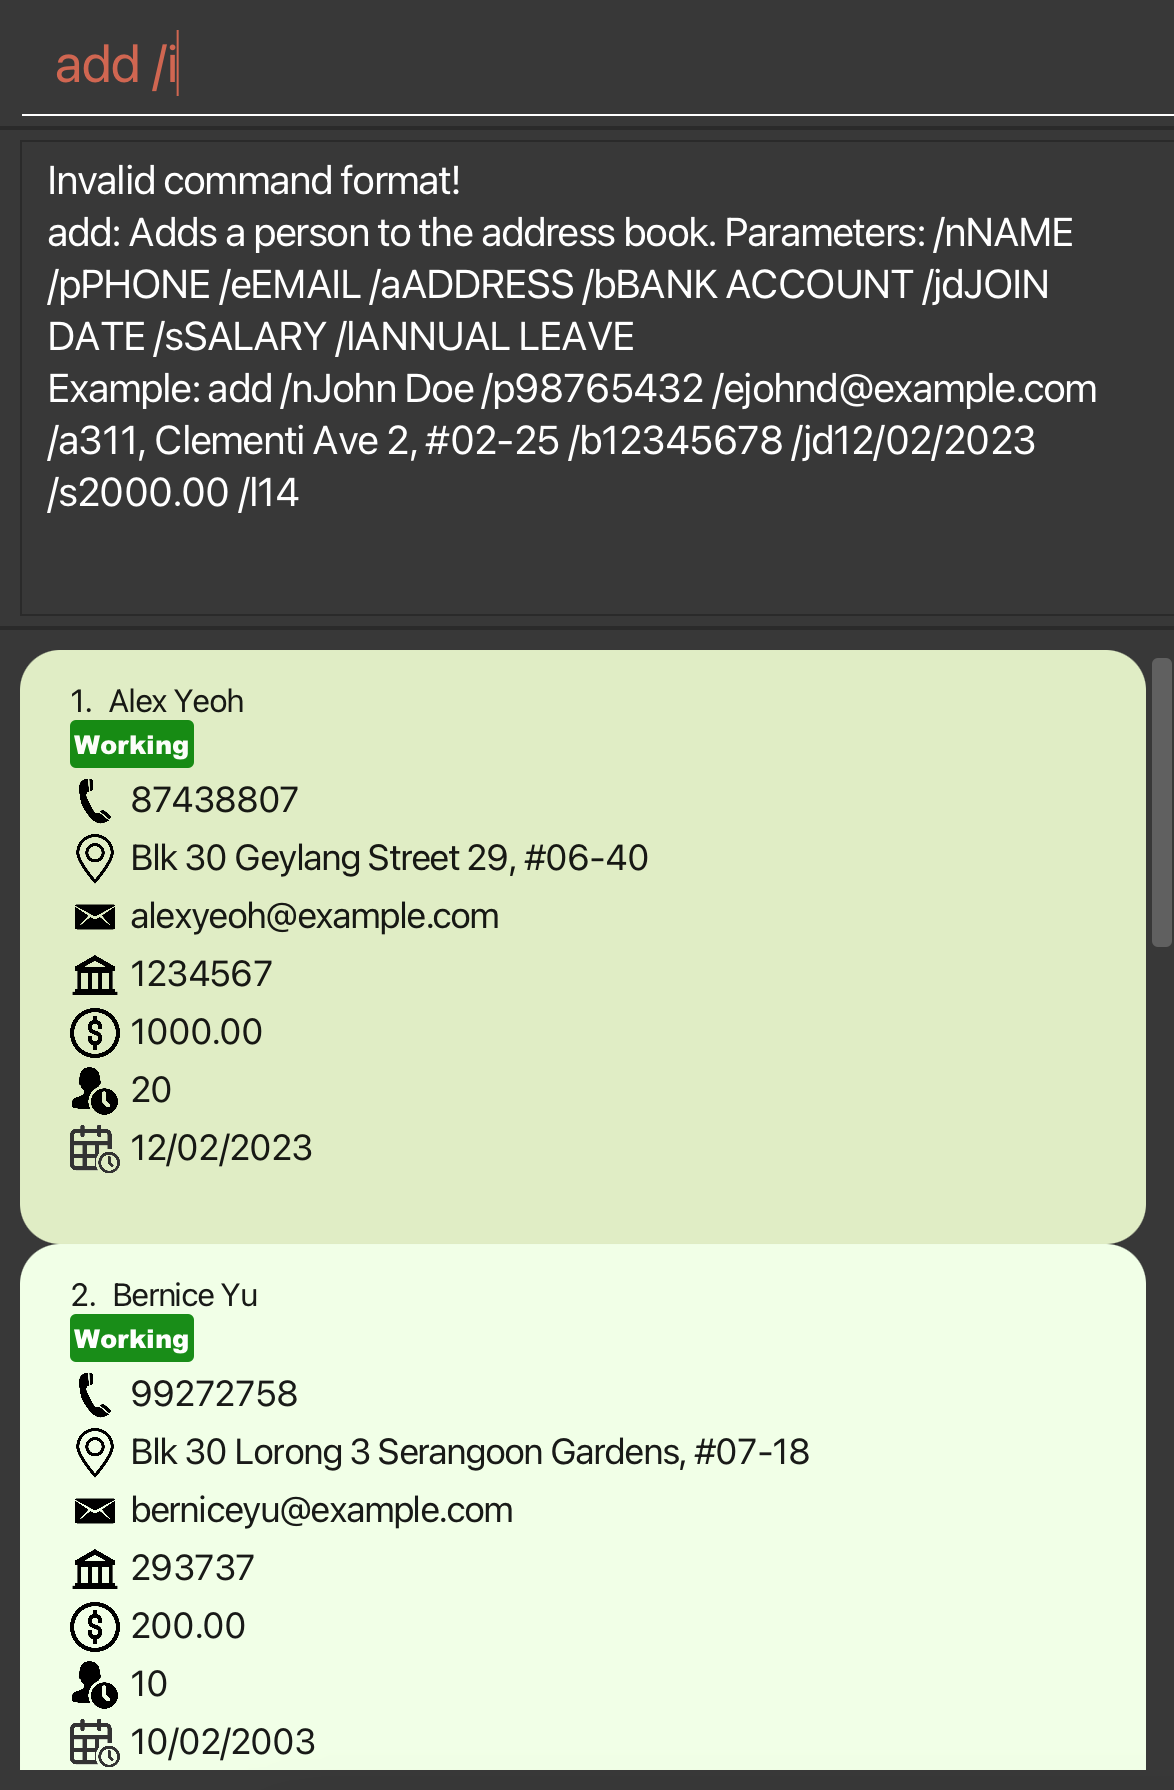 add /i
Invalid command format!
add: Adds a person to the address book. Parameters: /nNAME
/pPHONE /eEMAIL /aADDRESS /bBANK ACCOUNT /jdJOIN
DATE /sSALARY /lANNUAL LEAVE
Example: add /nJohn Doe /p98765432 /ejohnd@example.com
/a311, Clementi Ave 2, #02-25 /b12345678 /jd12/02/2023
/s2000.00 /l14
1. Alex Yeoh
Working
87438807
Blk 30 Geylang Street 29, #06-40
alexyeoh@example.com
1234567
1000.00
20
12/02/2023
2. Bernice Yu
Working
99272758
Blk 30 Lorong 3 Serangoon Gardens, #07-18
berniceyu@example.com
293737
200.00
10
10/02/2003